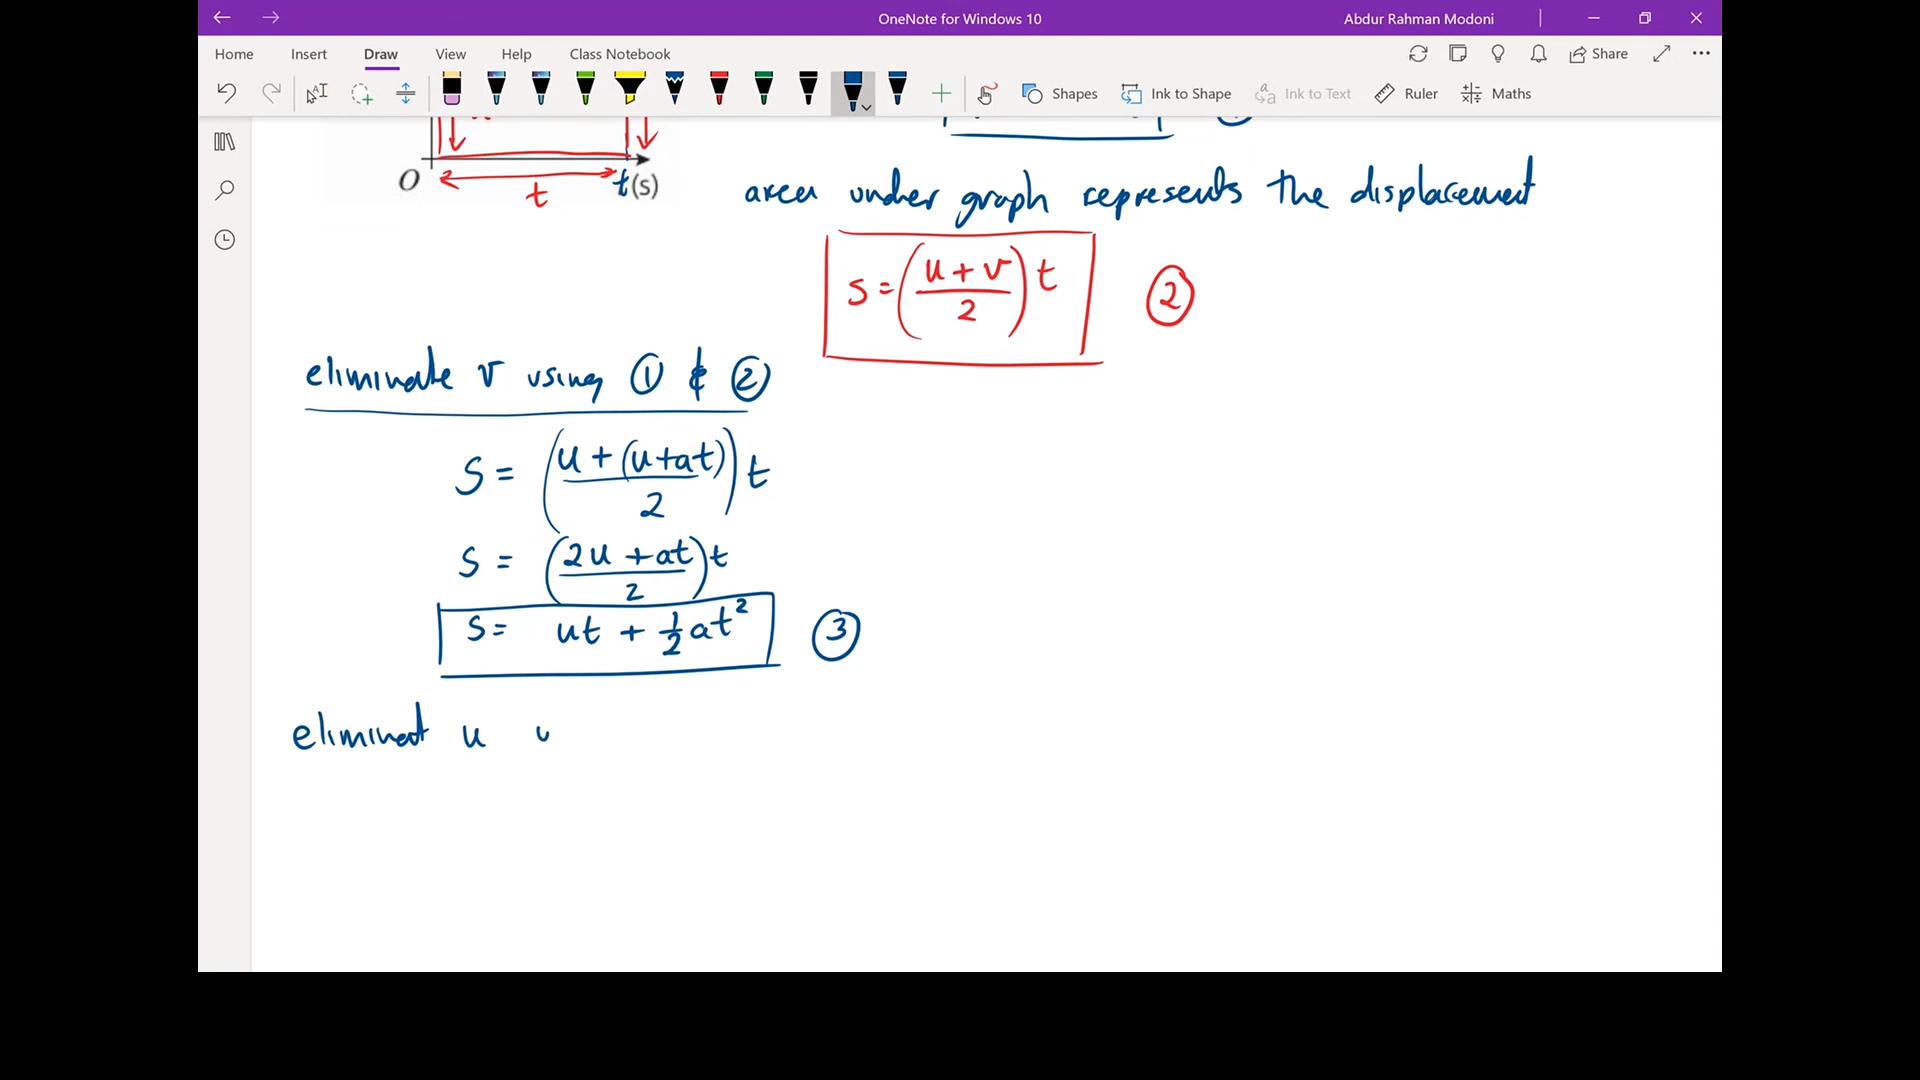 OneNote for Windows 10
Abdur Rahman Modoni
Home Insert Draw View Help Class Notebook Share
Shapes Ink to Shape Ink to Text Ruler Maths
O t t(s)
area under graph represents the displacement
s = (u + v / 2) t ②
eliminate v using ① & ②
S = (u + (u+at) / 2) t
S = (2u + at / 2) t
S = ut + ½at² ③
eliminat u